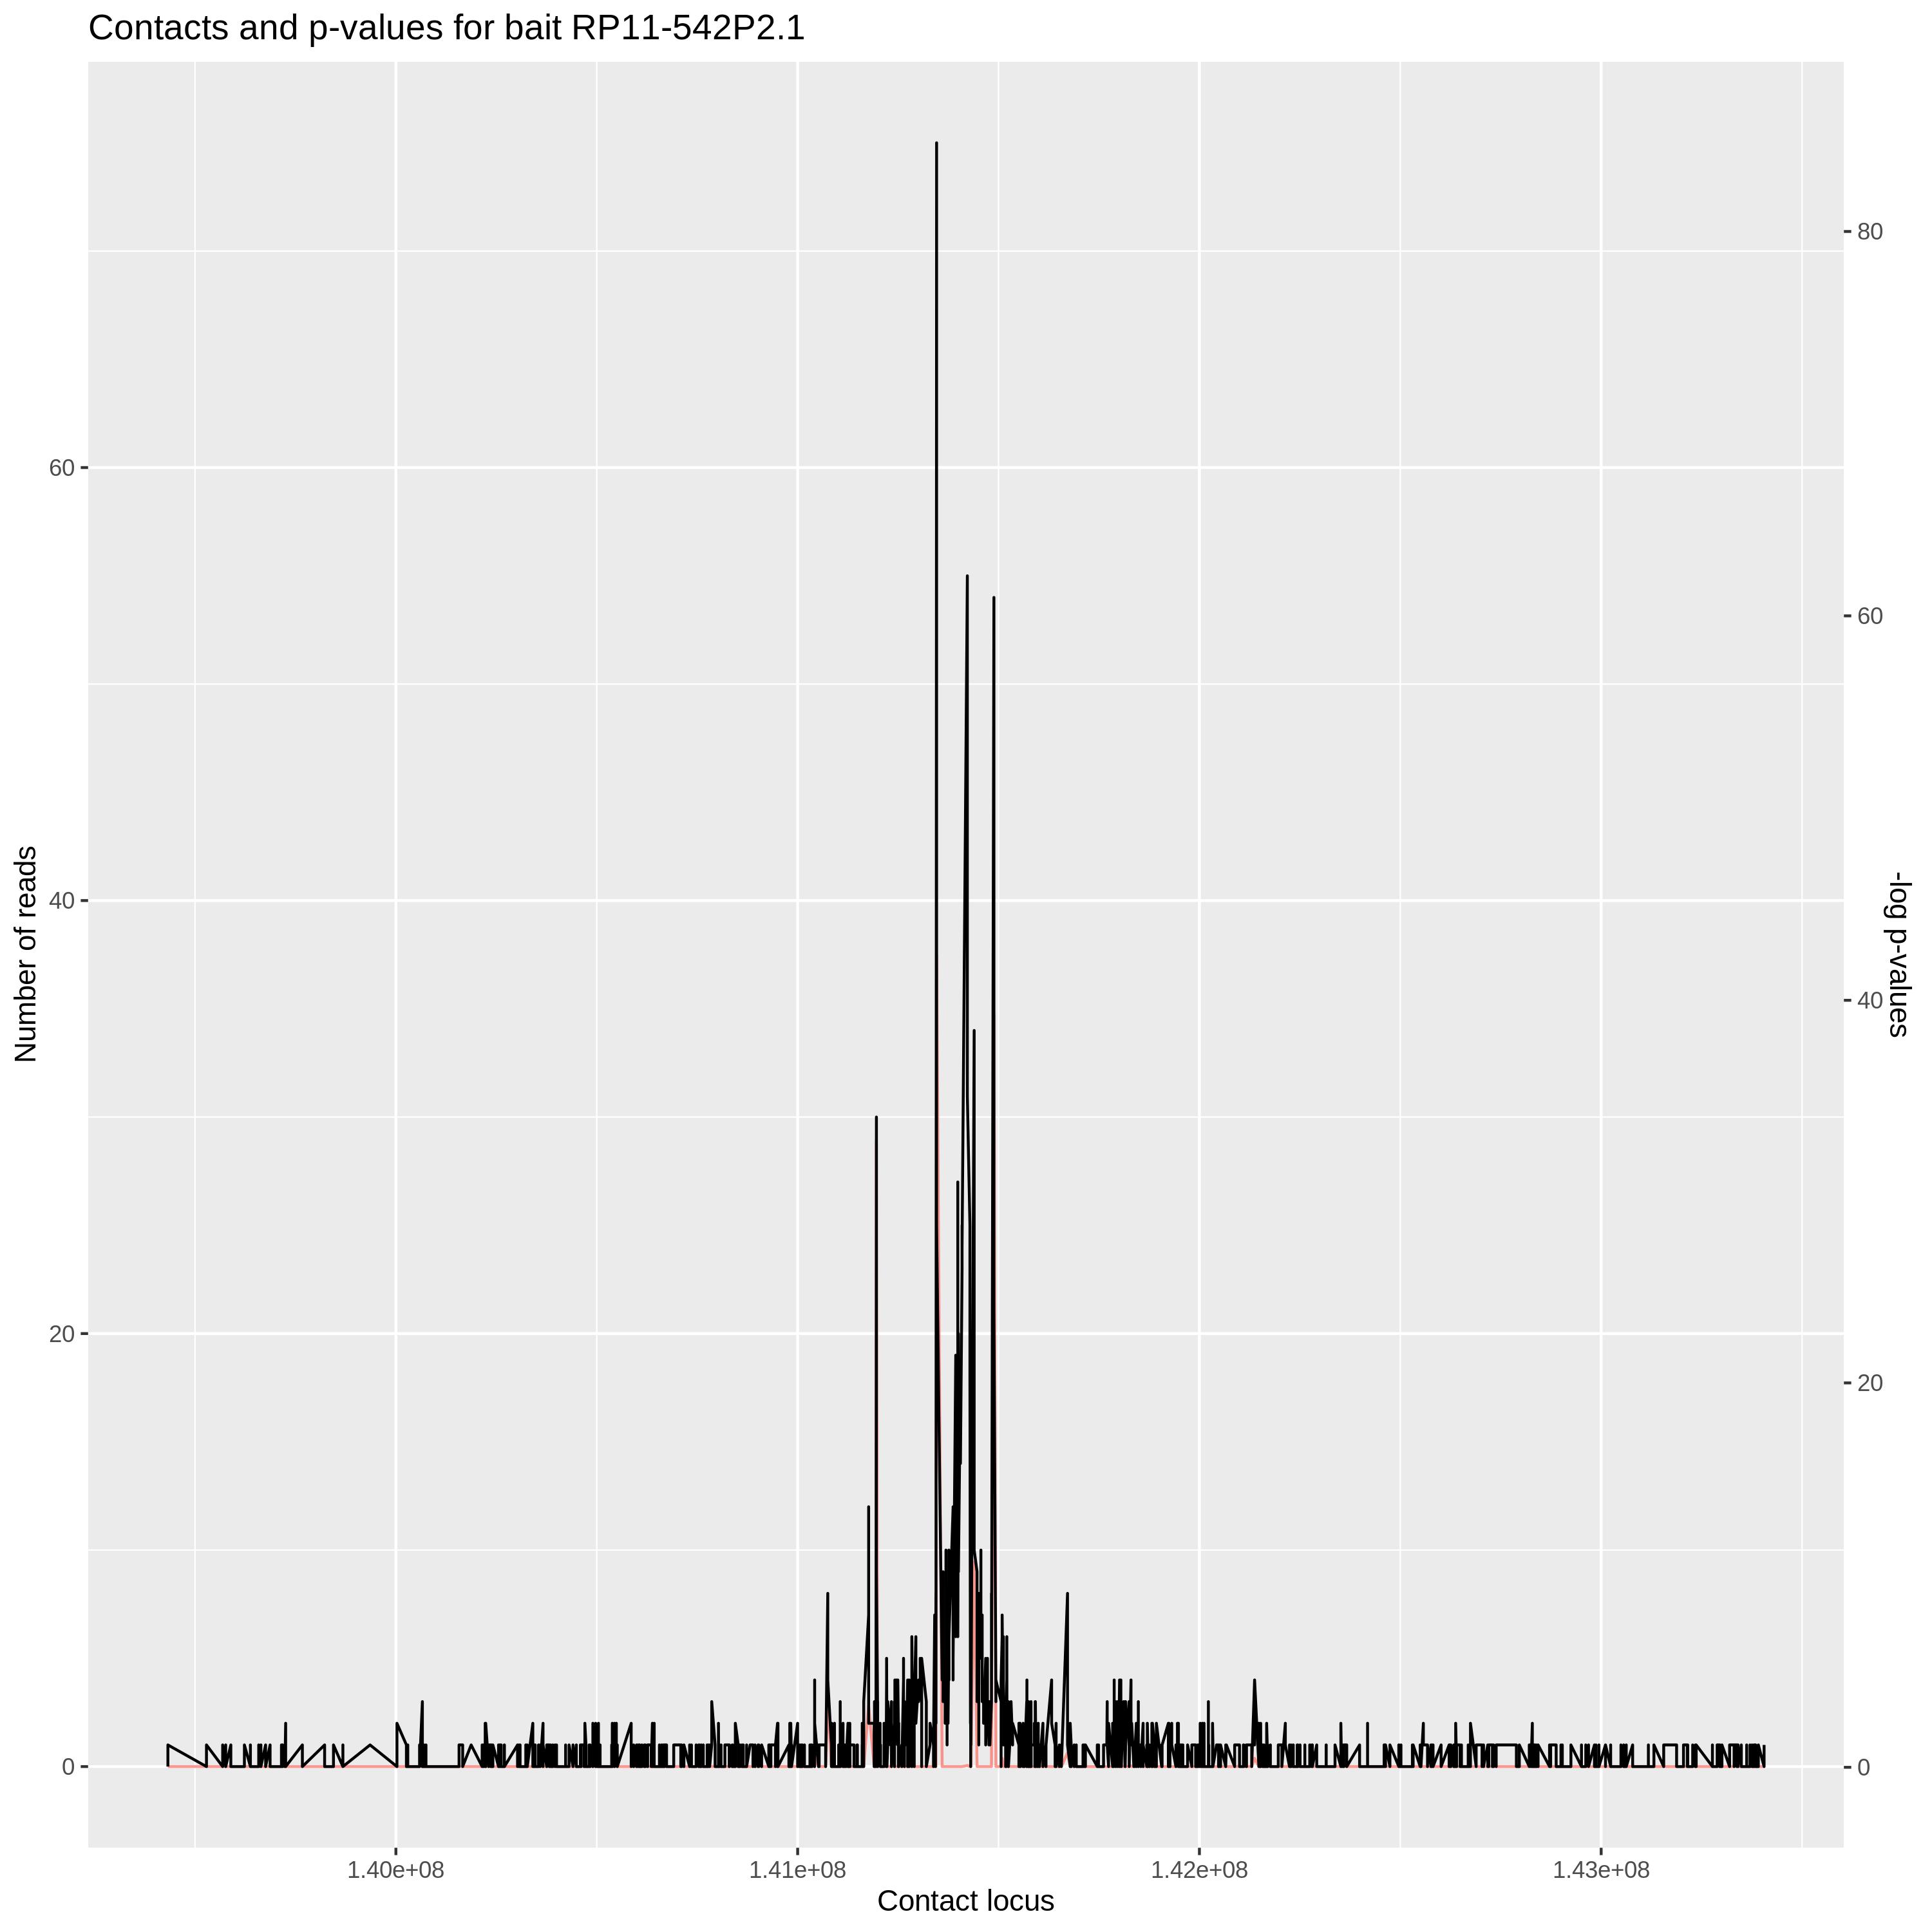 Contacts and p-values for bait RP11-542P2.1
Number of reads
60
40
20
0
80
60
40
20
0
-log p-values
1.40e+08 1.41e+08 1.42e+08 1.43e+08
Contact locus